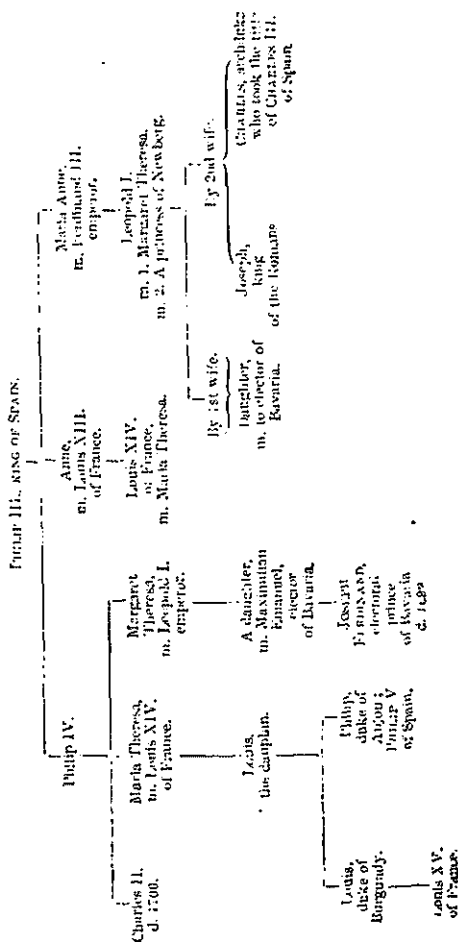 PHILIP III., KING OF SPAIN.
Philip IV.
Anne,
m. Louis XIII.
of France.
Maria Anne,
m. Ferdinand III.
emperor.
Charles II.
d. 1700.
Maria Theresa,
m. Louis XIV.
of France.
Margaret
Theresa,
m. Leopold I.
emperor.
Louis XIV.
of France,
m. Maria Theresa.
Leopold I.
m. 1. Margaret Theresa.
m. 2. A princess of Newberg.
Louis,
the dauphin.
A daughter,
m. Maximilian
Emanuel,
elector
of Bavaria.
By 1st wife.
Daughter,
m. to elector of
Bavaria.
By 2nd wife.
Joseph,
king
of the Romans
CHARLES, archduke
who took the title
of CHARLES III.
of Spain
Louis,
duke of
Burgundy.
Philip,
duke of
Anjou;
PHILIP V
of Spain.
JOSEPH
FERDINAND,
electoral
prince
of Bavaria
d.
Louis XV.
of France.